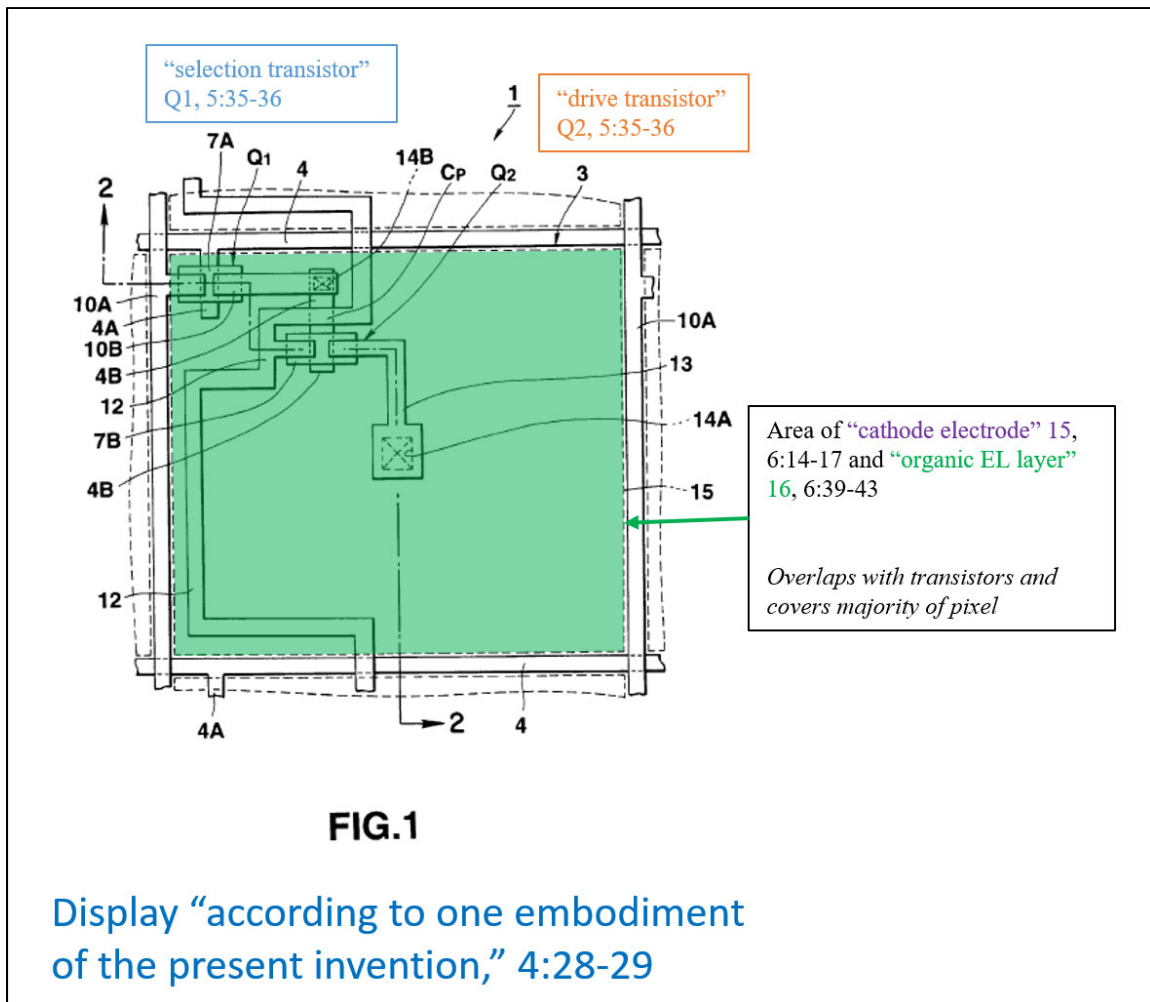 “selection transistor”
Q1, 5:35-36
“drive transistor”
Q2, 5:35-36
1
7A
Q1
4
14B
CP
Q2
3
2
10A
4A
10B
4B
12
7B
4B
12
10A
13
14A
15
4A
2
4
Area of “cathode electrode” 15,
6:14-17 and “organic EL layer”
16, 6:39-43
Overlaps with transistors and
covers majority of pixel
FIG.1
Display “according to one embodiment
of the present invention,” 4:28-29